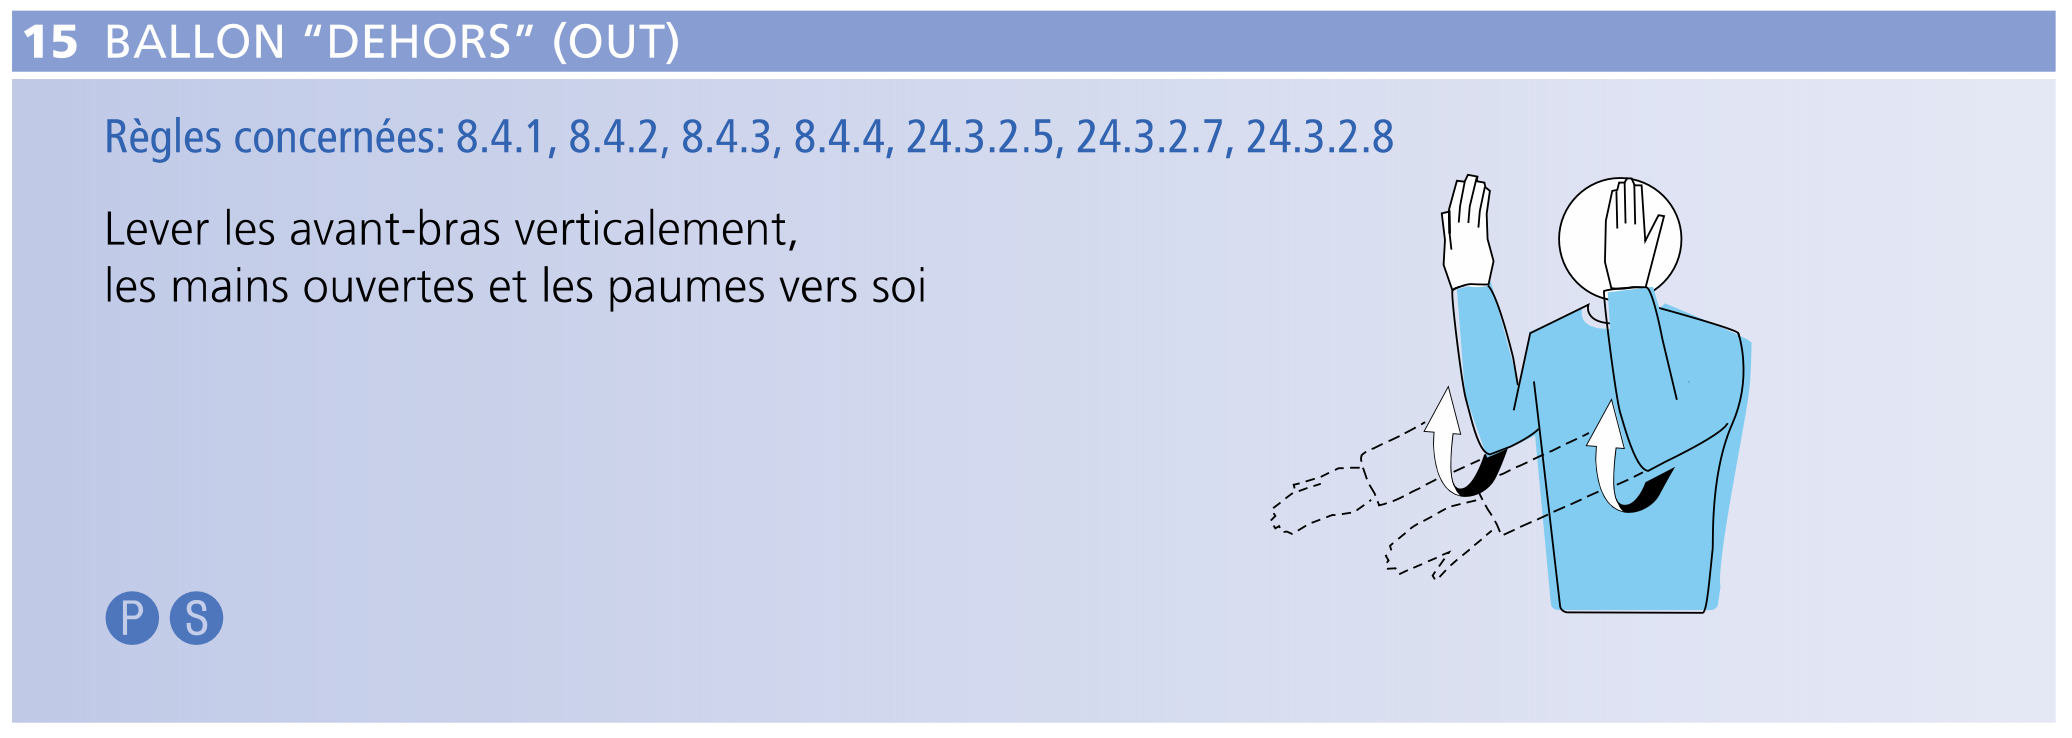 15 BALLON “DEHORS” (OUT)
Règles concernées: 8.4.1, 8.4.2, 8.4.3, 8.4.4, 24.3.2.5, 24.3.2.7, 24.3.2.8
Lever les avant-bras verticalement,
les mains ouvertes et les paumes vers soi
P S